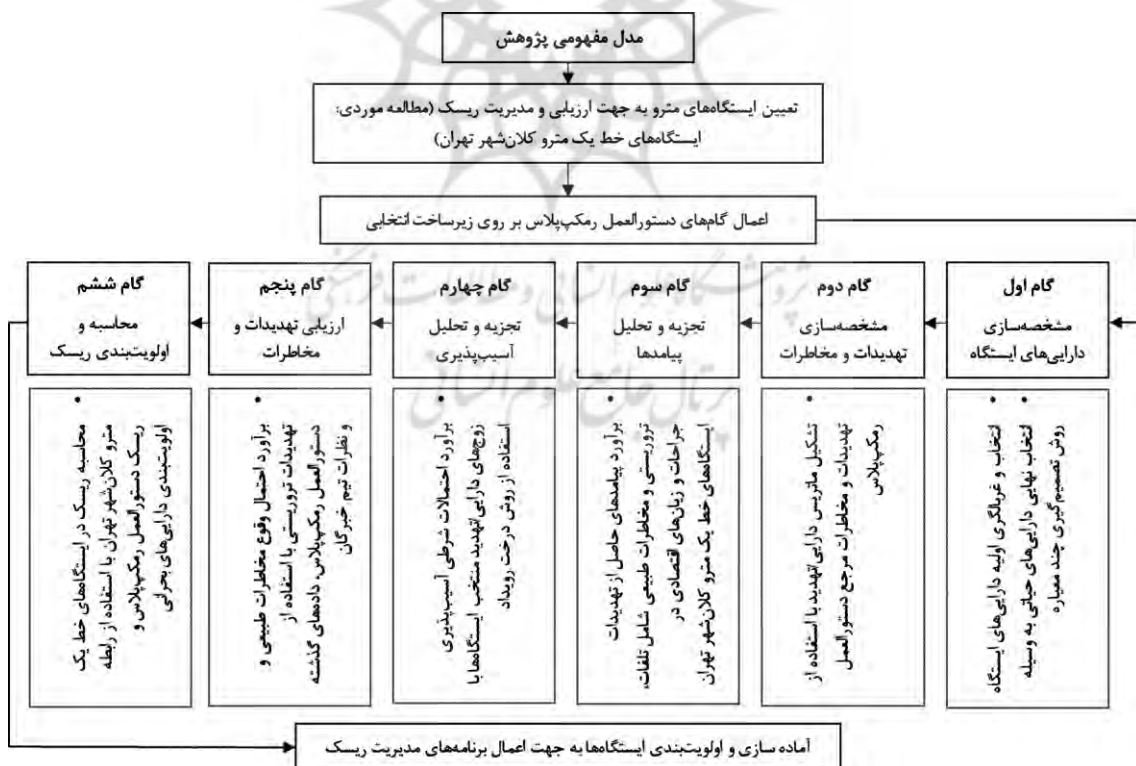 مدل مفهومی پژوهش
تعیین ایستگاه‌های مترو به جهت ارزیابی و مدیریت ریسک (مطالعه موردی:
ایستگاه‌های خط یک مترو کلان‌شهر تهران)
اعمال گام‌های دستورالعمل رمکپ‌پلاس بر روی زیرساخت انتخابی
گام اول
مشخصه‌سازی
دارایی‌های ایستگاه
گام دوم
مشخصه‌سازی
تهدیدات و مخاطرات
گام سوم
تجزیه و تحلیل
پیامدها
گام چهارم
تجزیه و تحلیل
آسیب‌پذیری
گام پنجم
ارزیابی تهدیدات و
مخاطرات
گام ششم
محاسبه و
اولویت‌بندی ریسک
• انتخاب و غربالگری اولیه دارایی‌های ایستگاه
• انتخاب نهایی دارایی‌های حیاتی به وسیله
روش تصمیم‌گیری چند معیاره
• تشکیل ماتریس دارایی/تهدید با استفاده از
تهدیدات و مخاطرات مرجع دستورالعمل
رمکپ‌پلاس
• برآورد پیامدهای حاصل از تهدیدات
تروریستی و مخاطرات طبیعی شامل تلفات،
جراحات و زیان‌های اقتصادی در
ایستگاه‌های خط یک مترو کلان‌شهر تهران
• برآورد احتمالات شرطی آسیب‌پذیری
زوج‌های دارایی/تهدید منتخب ایستگاه‌ها با
استفاده از روش درخت رویداد
• برآورد احتمال وقوع مخاطرات طبیعی و
تهدیدات تروریستی با استفاده از
دستورالعمل رمکپ‌پلاس، داده‌های گذشته
و نظرات تیم خبرگان
• محاسبه ریسک در ایستگاه‌های خط یک
مترو کلان‌شهر تهران با استفاده از رابطه
ریسک دستورالعمل رمکپ‌پلاس و
اولویت‌بندی دارایی‌های بحرانی
آماده سازی و اولویت‌بندی ایستگاه‌ها به جهت اعمال برنامه‌های مدیریت ریسک
پژوهشگاه علوم انسانی و مطالعات فرهنگی
پرتال جامع علوم انسانی